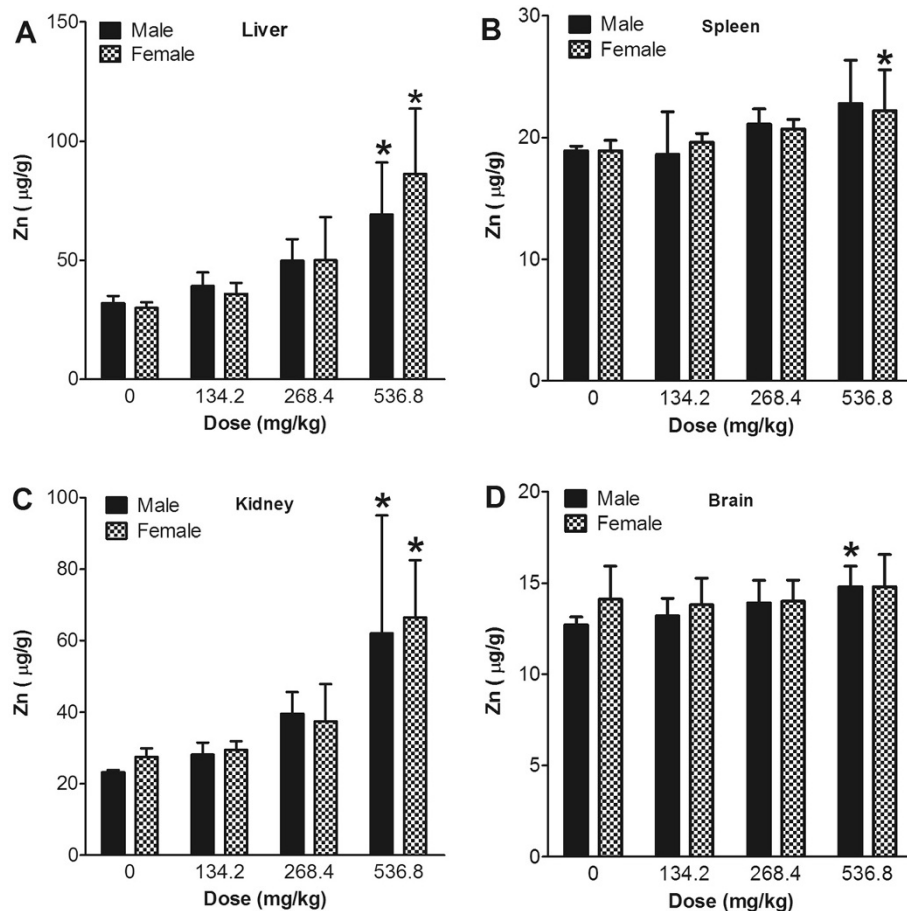 A
Liver
Male
Female
Zn ( μg/g)
150
100
50
0
* *
0 134.2 268.4 536.8
Dose (mg/kg)
B
Spleen
Male
Female
Zn ( μg/g)
30
20
10
0
*
0 134.2 268.4 536.8
Dose (mg/kg)
C
Kidney
Male
Female
Zn ( μg/g)
100
80
60
40
20
0
* *
0 134.2 268.4 536.8
Dose (mg/kg)
D
Brain
Male
Female
Zn ( μg/g)
20
15
10
5
0
*
0 134.2 268.4 536.8
Dose (mg/kg)